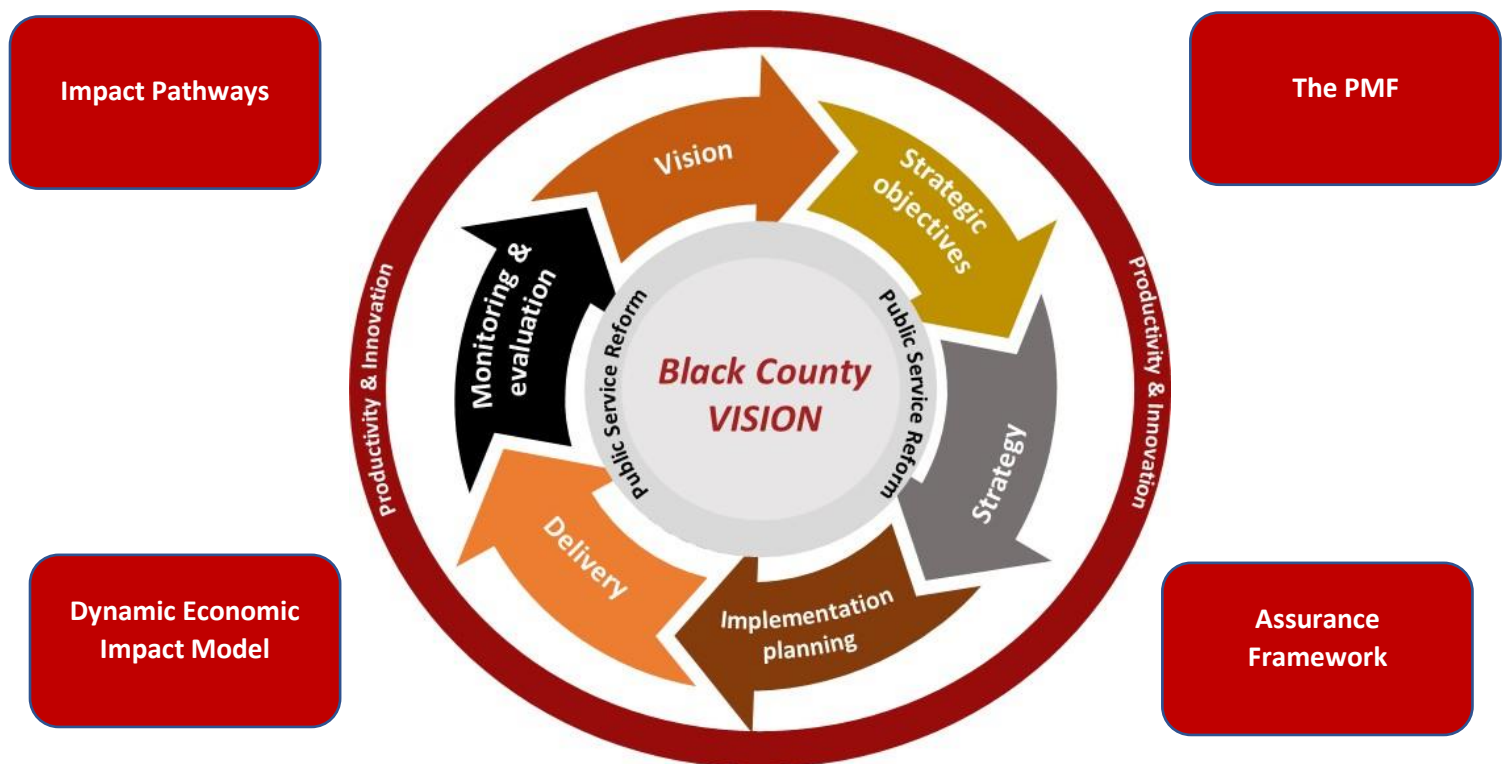 Impact Pathways
The PMF
Vision
Strategic
objectives
Strategy
Implementation
planning
Delivery
Monitoring &
evaluation
Productivity & Innovation
Productivity & Innovation
Public Service Reform
Public Service Reform
Black County
VISION
Dynamic Economic
Impact Model
Assurance
Framework